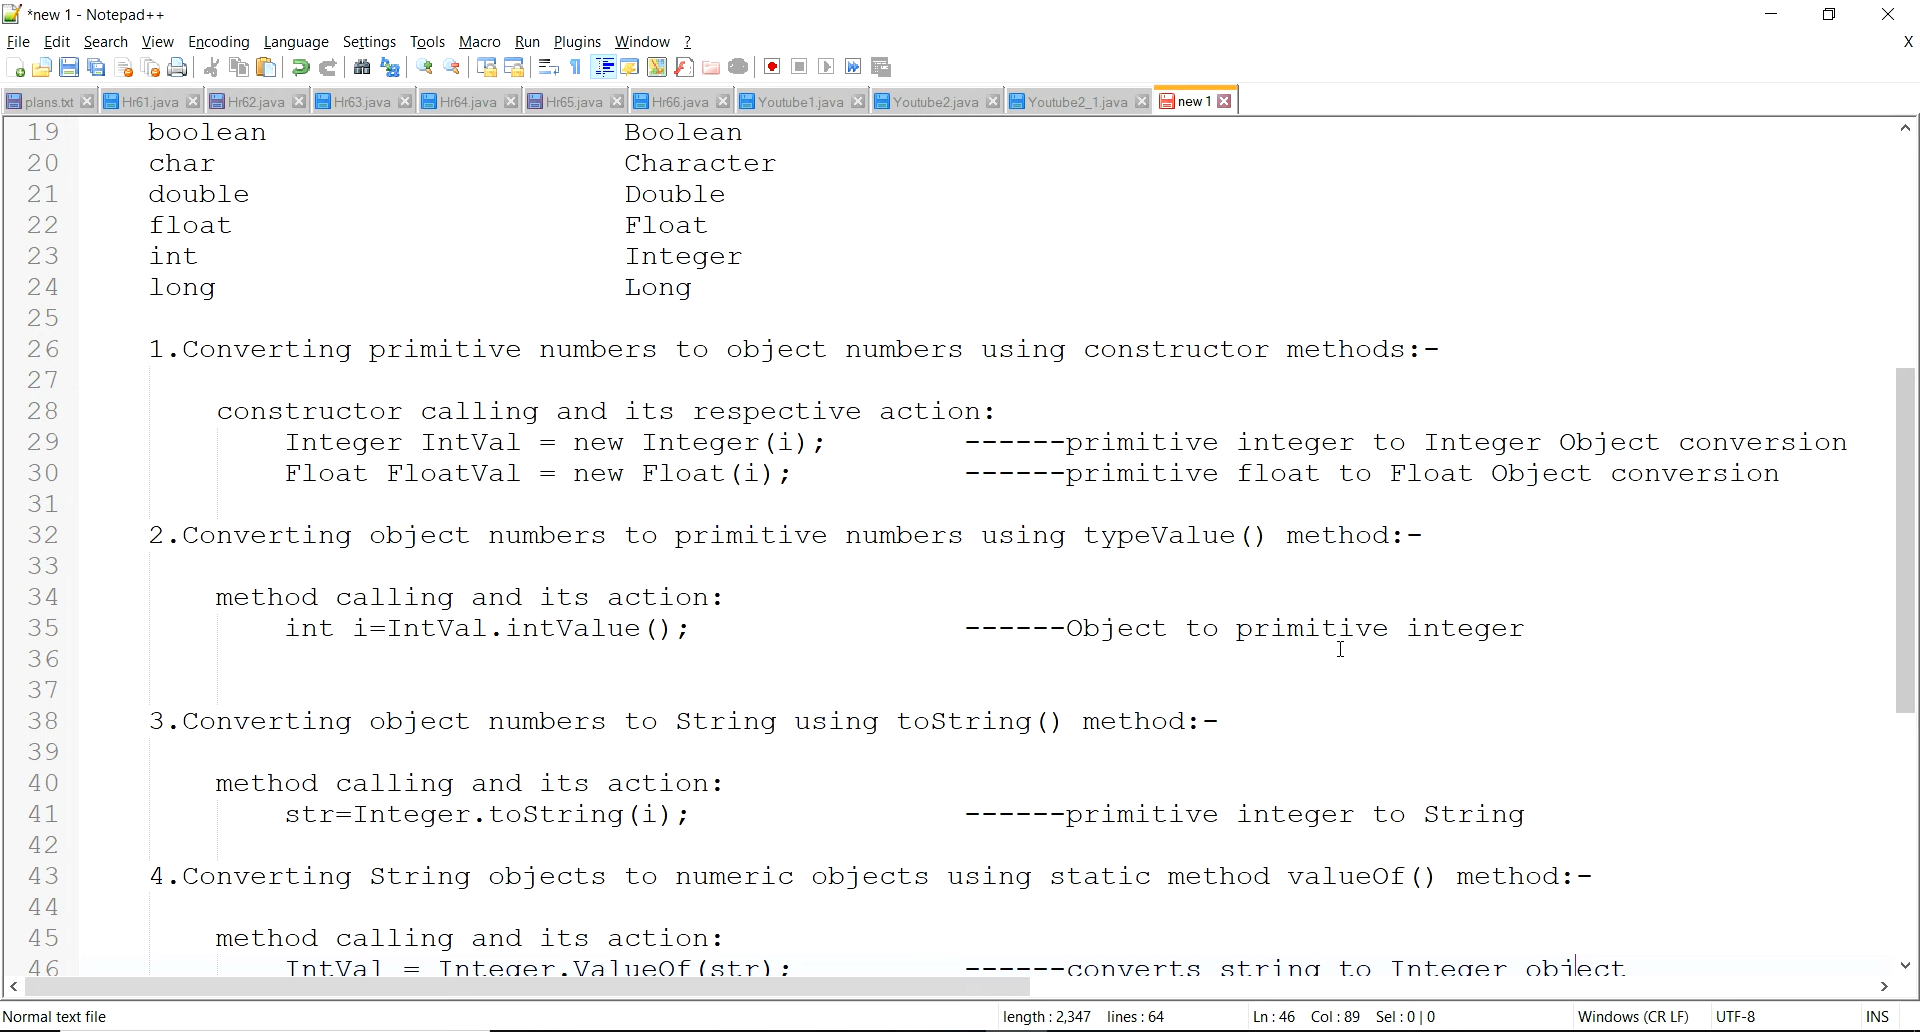 *new 1 - Notepad++
File Edit Search View Encoding Language Settings Tools Macro Run Plugins Window ? X
plans.txt Hr61.java Hr62.java Hr63.java Hr64.java Hr65.java Hr66.java Youtube1.java Youtube2.java Youtube2_1.java new 1
19 boolean Boolean
20 char Character
21 double Double
22 float Float
23 int Integer
24 long Long
25
26 1.Converting primitive numbers to object numbers using constructor methods:-
27
28 constructor calling and its respective action:
29 Integer IntVal = new Integer(i); ------primitive integer to Integer Object conversion
30 Float FloatVal = new Float(i); ------primitive float to Float Object conversion
31
32 2.Converting object numbers to primitive numbers using typeValue() method:-
33
34 method calling and its action:
35 int i=IntVal.intValue(); ------Object to primitive integer
36
37
38 3.Converting object numbers to String using toString() method:-
39
40 method calling and its action:
41 str=Integer.toString(i); ------primitive integer to String
42
43 4.Converting String objects to numeric objects using static method valueOf() method:-
44
45 method calling and its action:
46 IntVal = Integer.ValueOf(str); ------converts string to Integer object
Normal text file length : 2,347 lines : 64 Ln : 46 Col : 89 Sel : 0 | 0 Windows (CR LF) UTF-8 INS